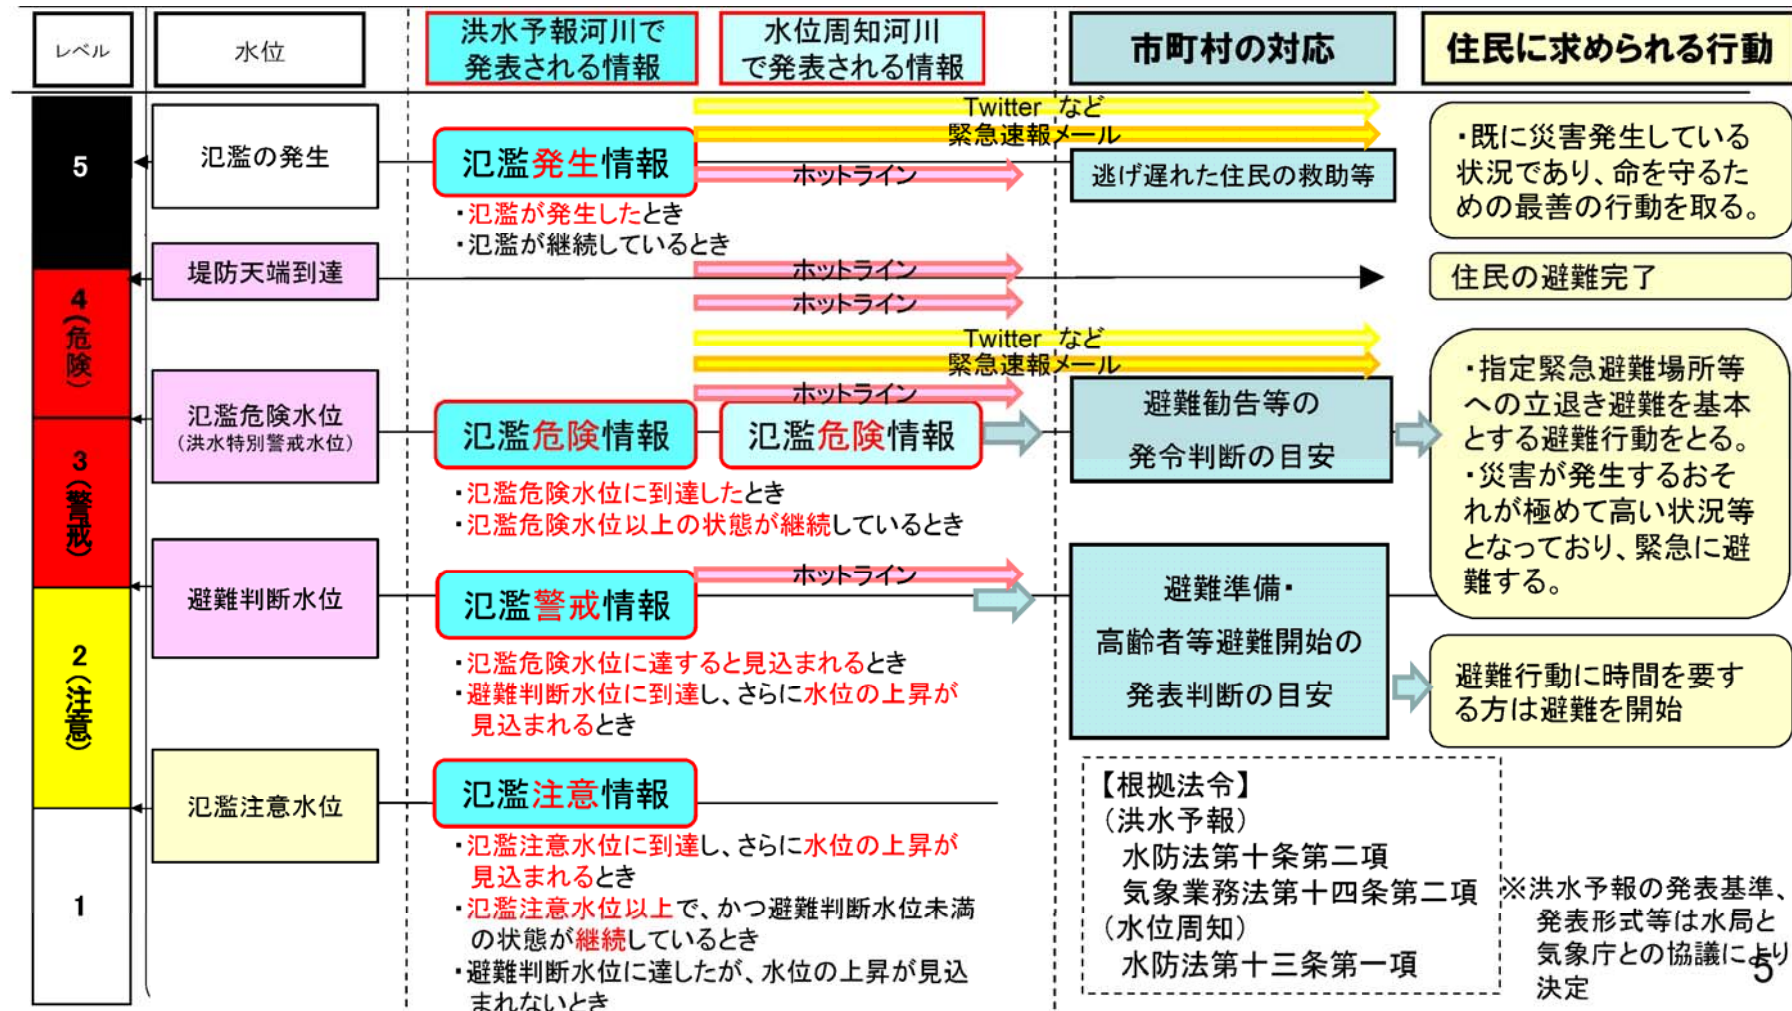 レベル
水位
洪水予報河川で
発表される情報
水位周知河川
で発表される情報
市町村の対応
住民に求められる行動
5
氾濫の発生
氾濫発生情報
・氾濫が発生したとき
・氾濫が継続しているとき
Twitter など
緊急速報メール
ホットライン
逃げ遅れた住民の救助等
・既に災害発生している
状況であり、命を守るた
めの最善の行動を取る。
堤防天端到達
ホットライン
住民の避難完了
4(危険)
ホットライン
Twitter など
緊急速報メール
ホットライン
氾濫危険水位
(洪水特別警戒水位)
氾濫危険情報
氾濫危険情報
・氾濫危険水位に到達したとき
・氾濫危険水位以上の状態が継続しているとき
避難勧告等の
発令判断の目安
・指定緊急避難場所等
への立退き避難を基本
とする避難行動をとる。
・災害が発生するおそ
れが極めて高い状況等
となっており、緊急に避
難する。
3(警戒)
避難判断水位
氾濫警戒情報
ホットライン
・氾濫危険水位に達すると見込まれるとき
・避難判断水位に到達し、さらに水位の上昇が
見込まれるとき
避難準備・
高齢者等避難開始の
発表判断の目安
避難行動に時間を要す
る方は避難を開始
2(注意)
氾濫注意水位
氾濫注意情報
・氾濫注意水位に到達し、さらに水位の上昇が
見込まれるとき
・氾濫注意水位以上で、かつ避難判断水位未満
の状態が継続しているとき
・避難判断水位に達したが、水位の上昇が見込
まれないとき
1
【根拠法令】
(洪水予報)
水防法第十条第二項
気象業務法第十四条第二項
(水位周知)
水防法第十三条第一項
※洪水予報の発表基準、
発表形式等は水局と
気象庁との協議により
決定
5